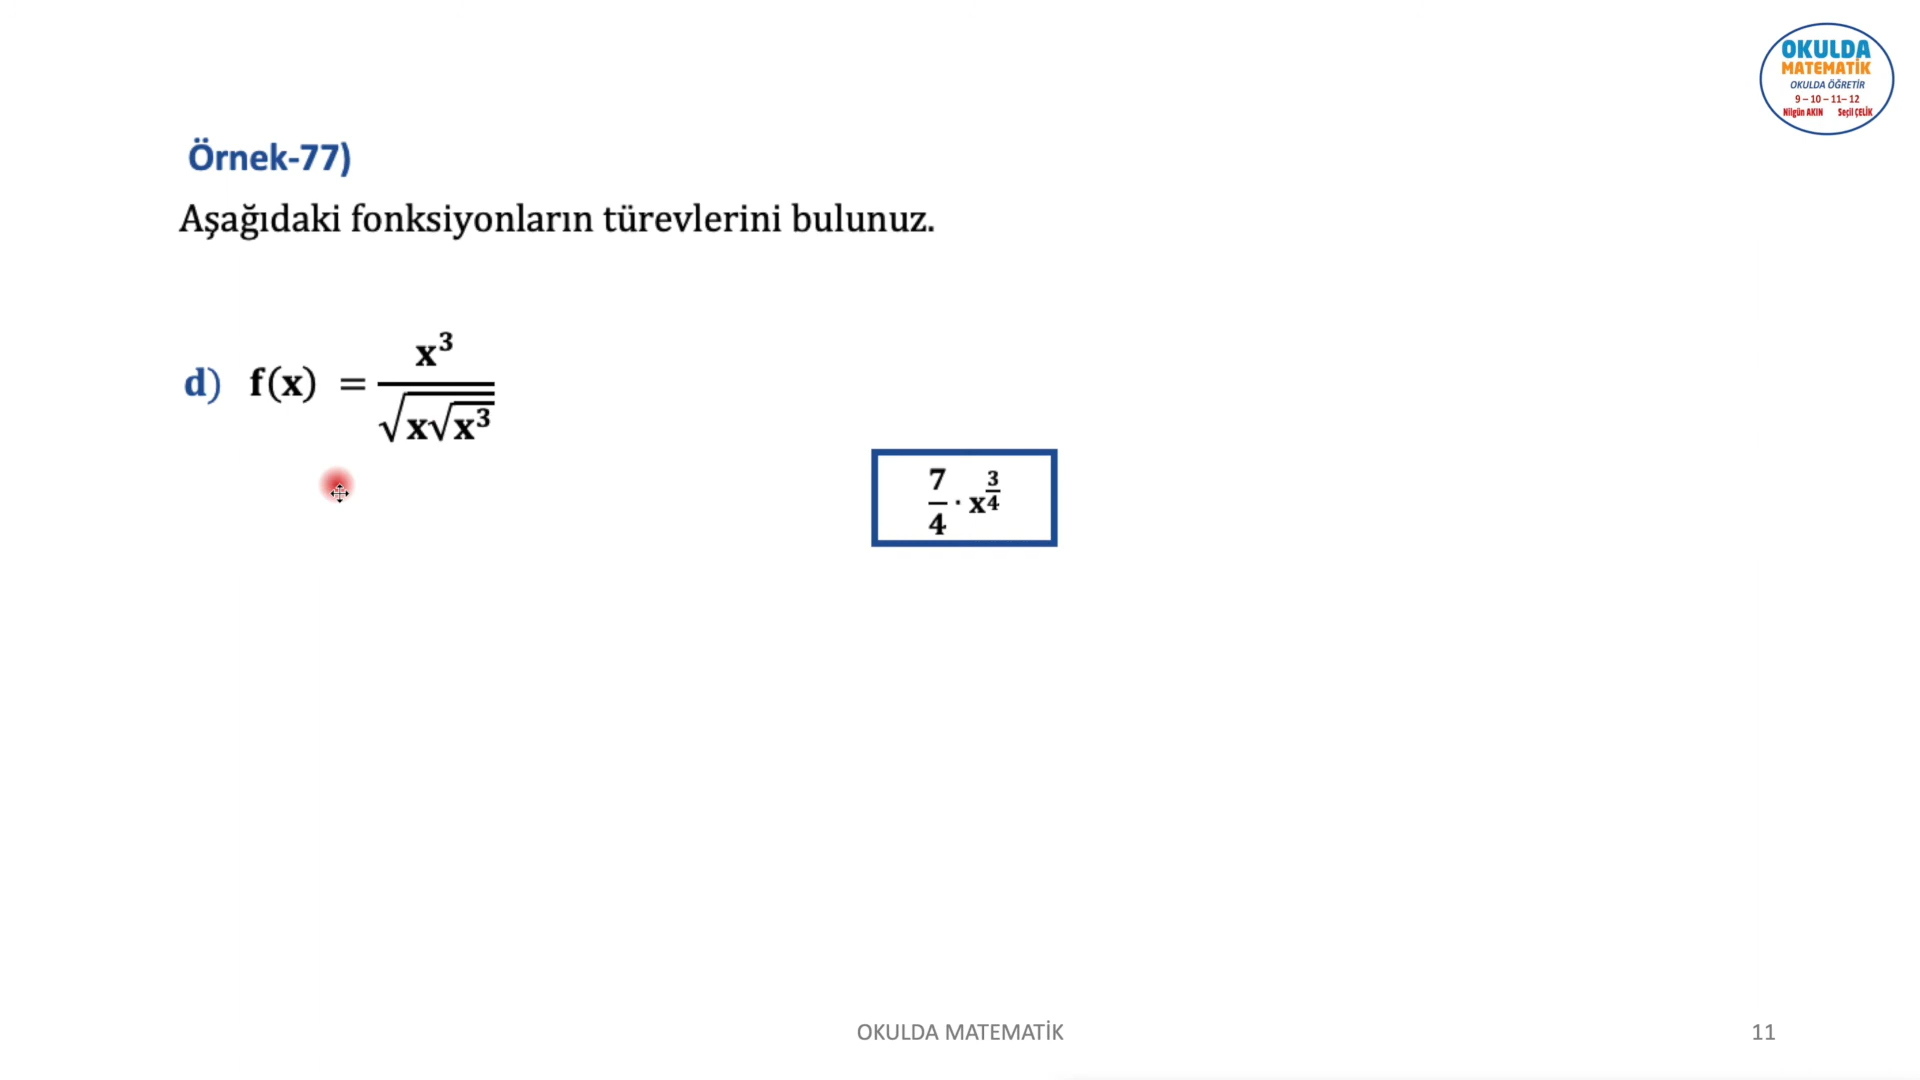 OKULDA
MATEMATİK
OKULDA ÖĞRETİR
9 – 10 – 11– 12
Nilgün AKIN Seçil ÇELİK
Örnek-77)
Aşağıdaki fonksiyonların türevlerini bulunuz.
d) f(x) = x³ / √(x√(x³))
7/4 · x^(3/4)
OKULDA MATEMATİK 11